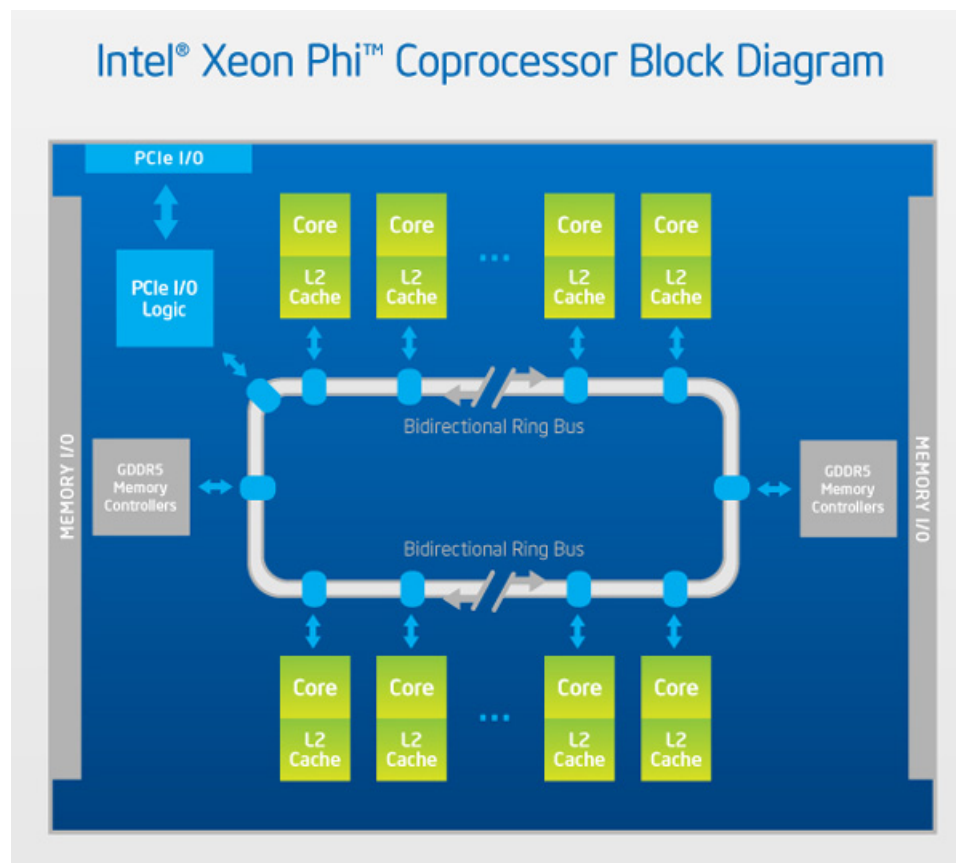 Intel® Xeon Phi™ Coprocessor Block Diagram
PCIe I/O
PCIe I/O
Logic
Core
L2
Cache
Core
L2
Cache
...
Core
L2
Cache
Core
L2
Cache
Bidirectional Ring Bus
MEMORY I/O
GDDR5
Memory
Controllers
GDDR5
Memory
Controllers
MEMORY I/O
Bidirectional Ring Bus
Core
L2
Cache
Core
L2
Cache
...
Core
L2
Cache
Core
L2
Cache